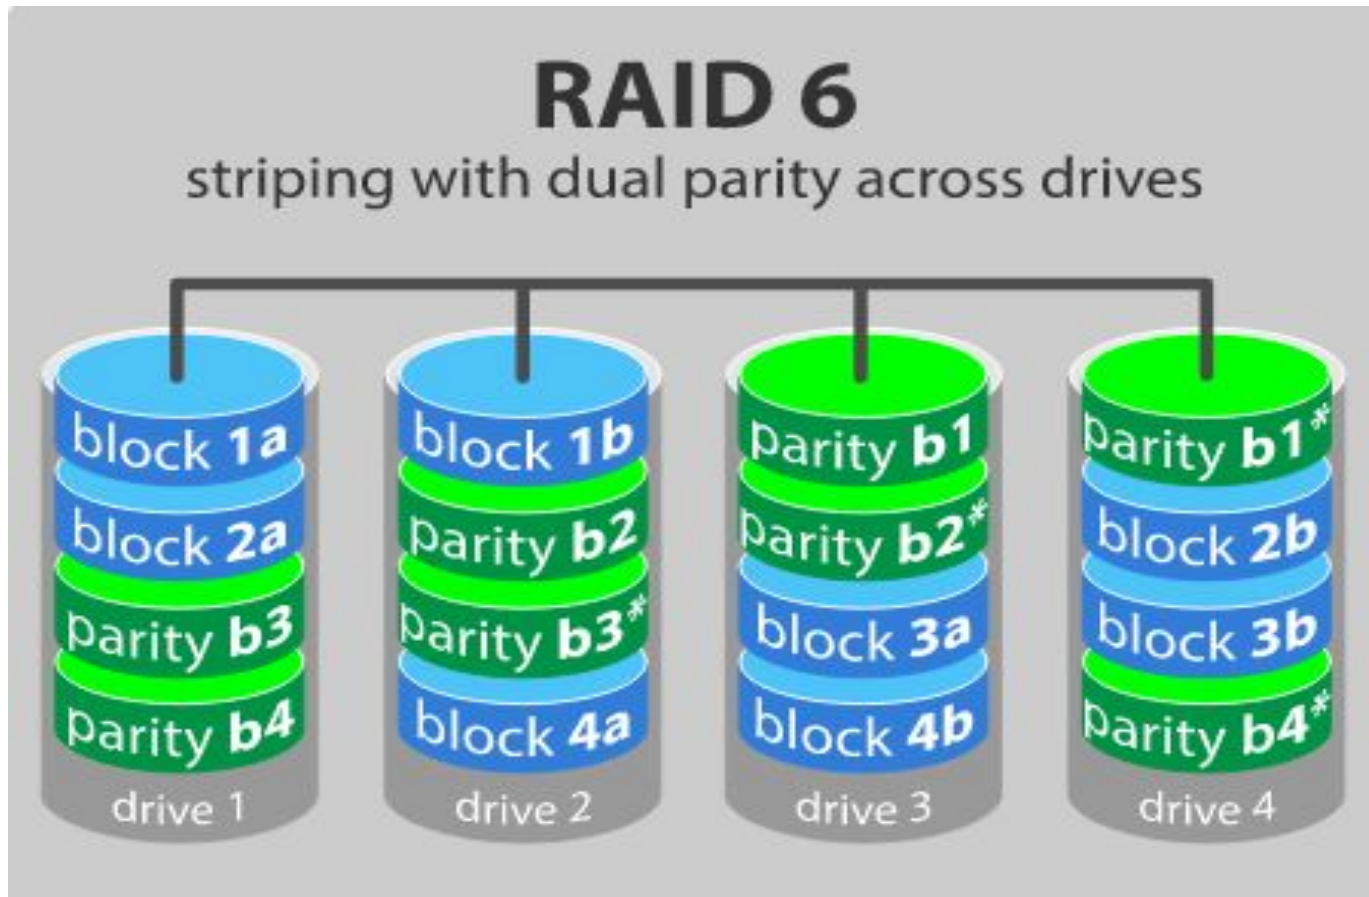 RAID 6
striping with dual parity across drives
block 1a
block 1b
parity b1
parity b1*
block 2a
parity b2
parity b2*
block 2b
parity b3
parity b3*
block 3a
block 3b
parity b4
block 4a
block 4b
parity b4*
drive 1
drive 2
drive 3
drive 4